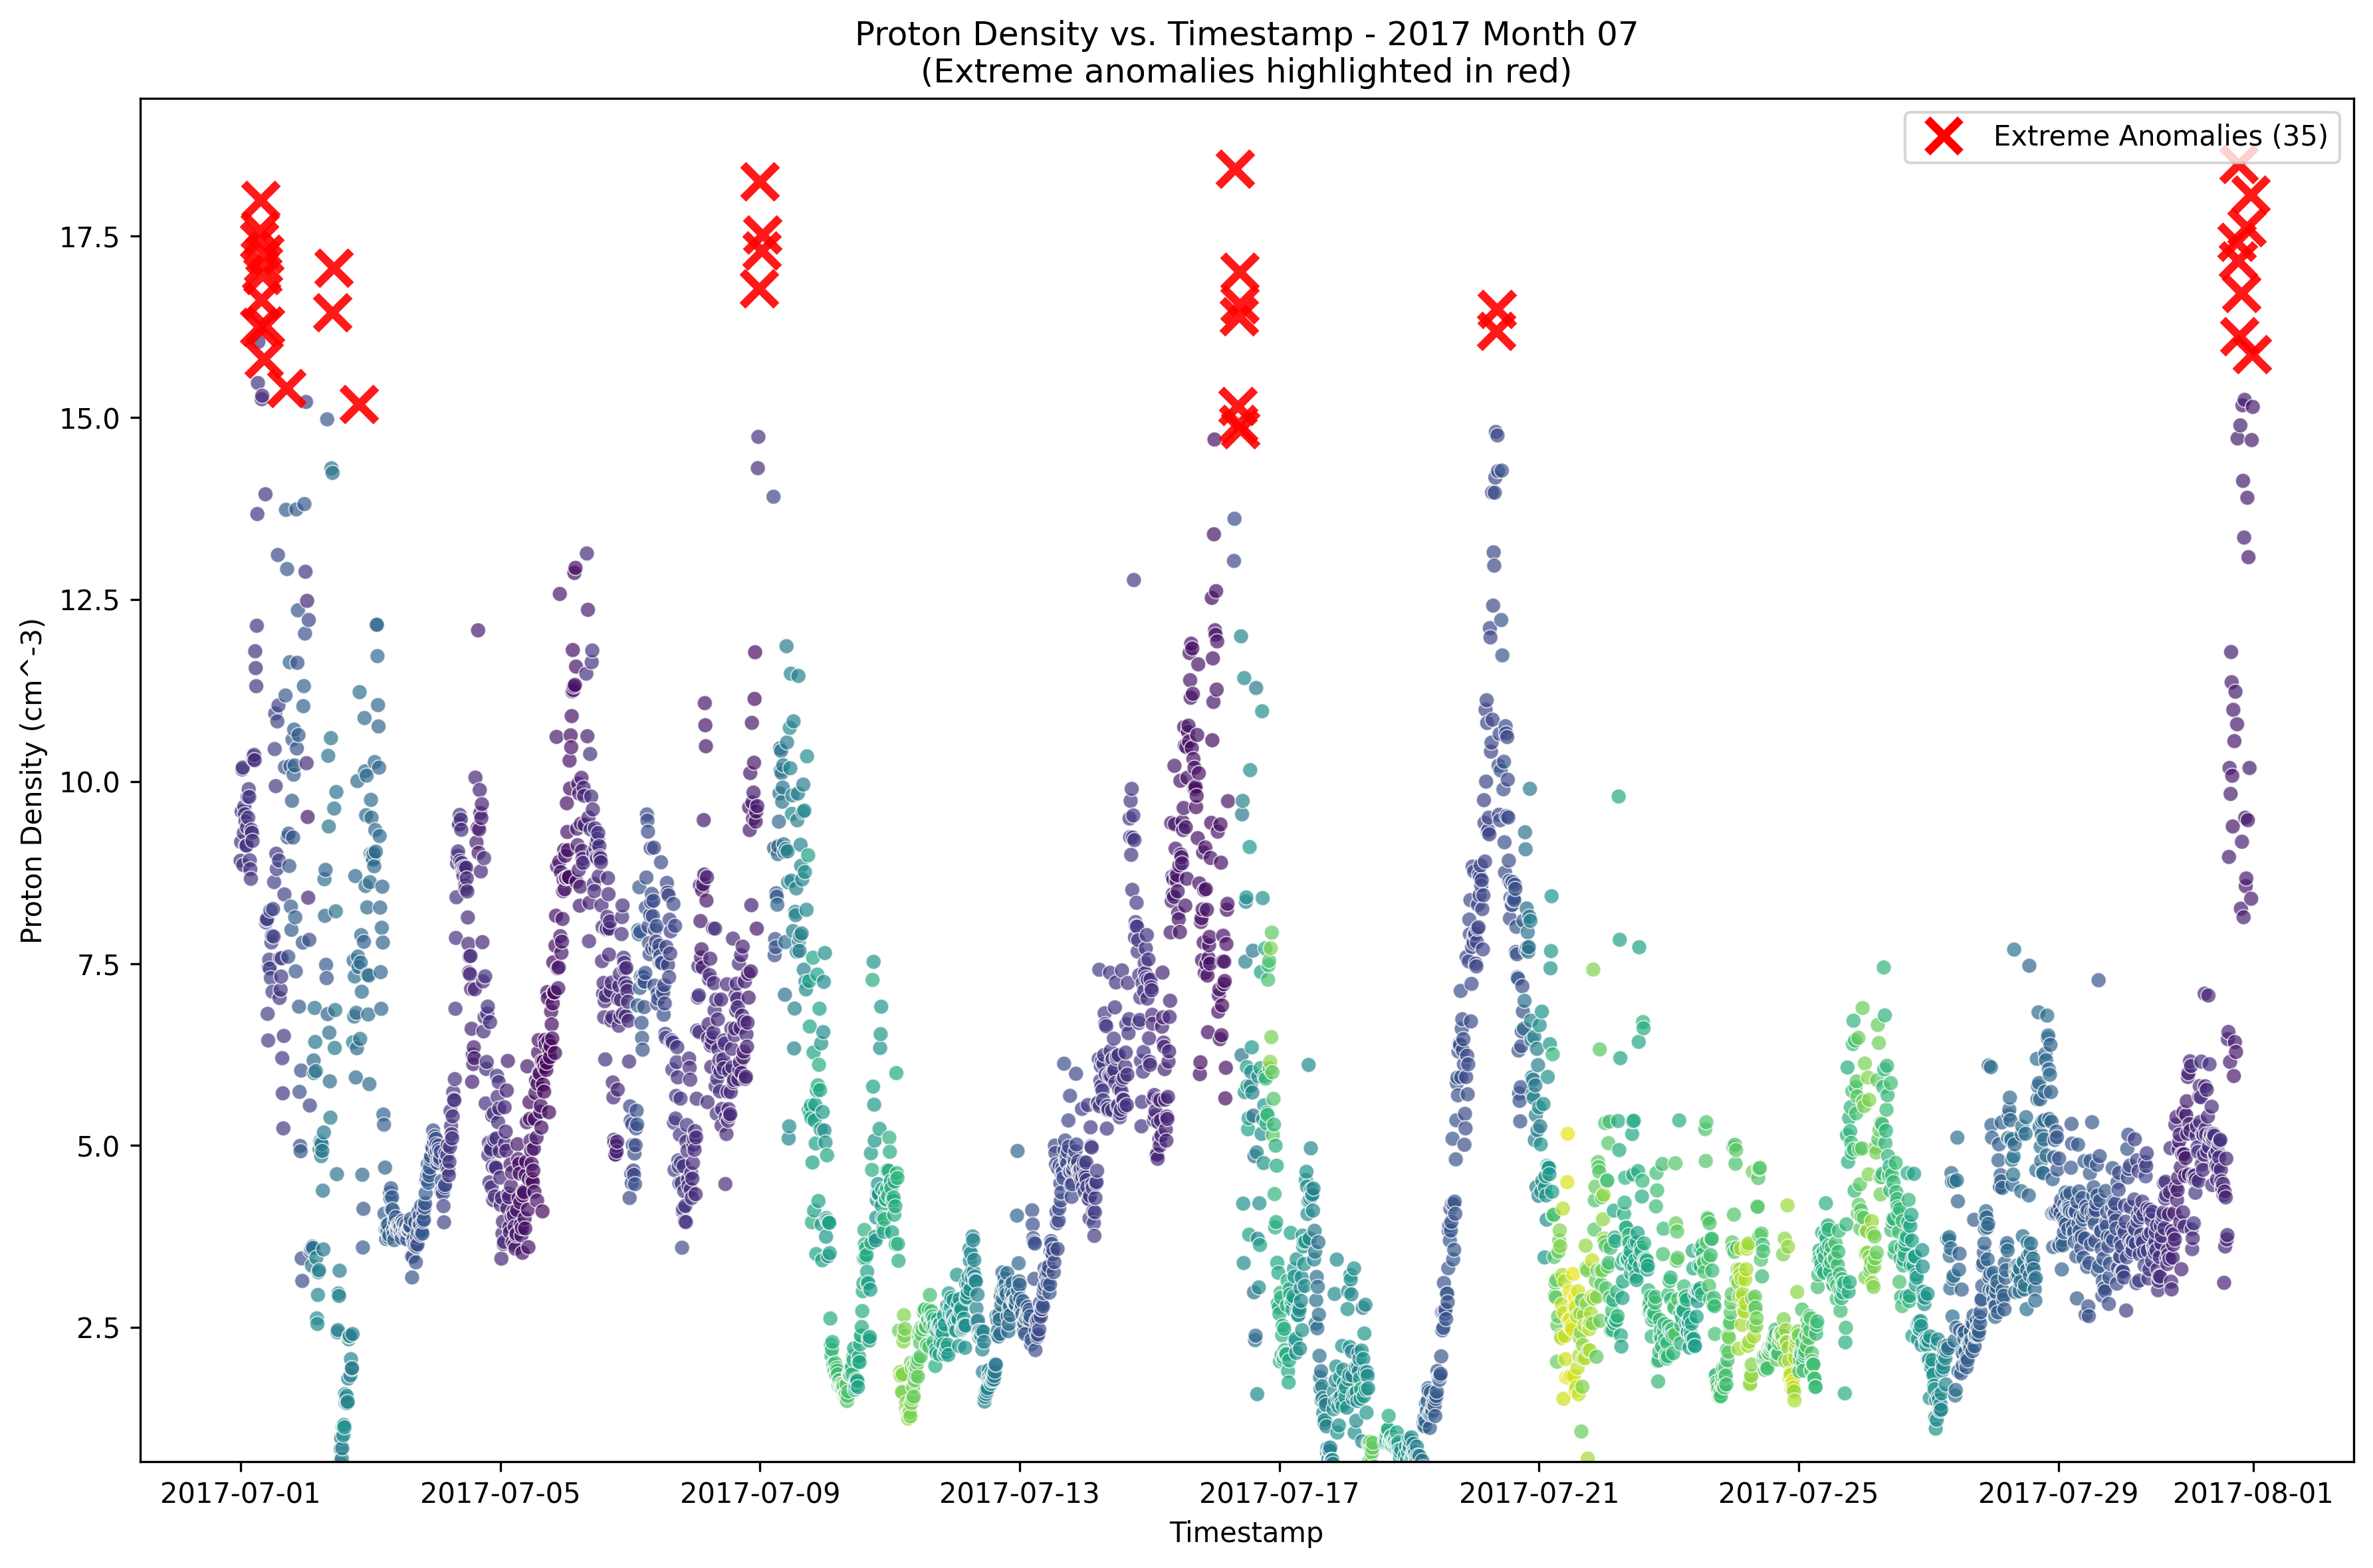 Proton Density vs. Timestamp - 2017 Month 07
(Extreme anomalies highlighted in red)
Extreme Anomalies (35)
Proton Density (cm^-3)
17.5
15.0
12.5
10.0
7.5
5.0
2.5
2017-07-01 2017-07-05 2017-07-09 2017-07-13 2017-07-17 2017-07-21 2017-07-25 2017-07-29 2017-08-01
Timestamp